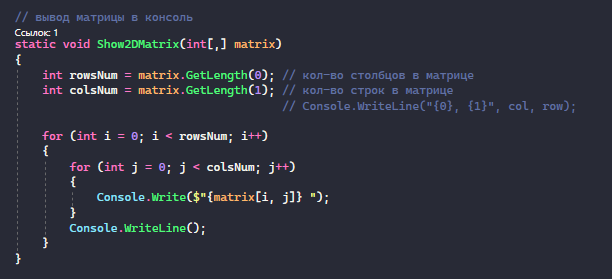 // вывод матрицы в консоль
Ссылок: 1
static void Show2DMatrix(int[,] matrix)
{
    int rowsNum = matrix.GetLength(0); // кол-во столбцов в матрице
    int colsNum = matrix.GetLength(1); // кол-во строк в матрице
                                       // Console.WriteLine("{0}, {1}", col, row);
    for (int i = 0; i < rowsNum; i++)
    {
        for (int j = 0; j < colsNum; j++)
        {
            Console.Write($"{matrix[i, j]} ");
        }
        Console.WriteLine();
    }
}